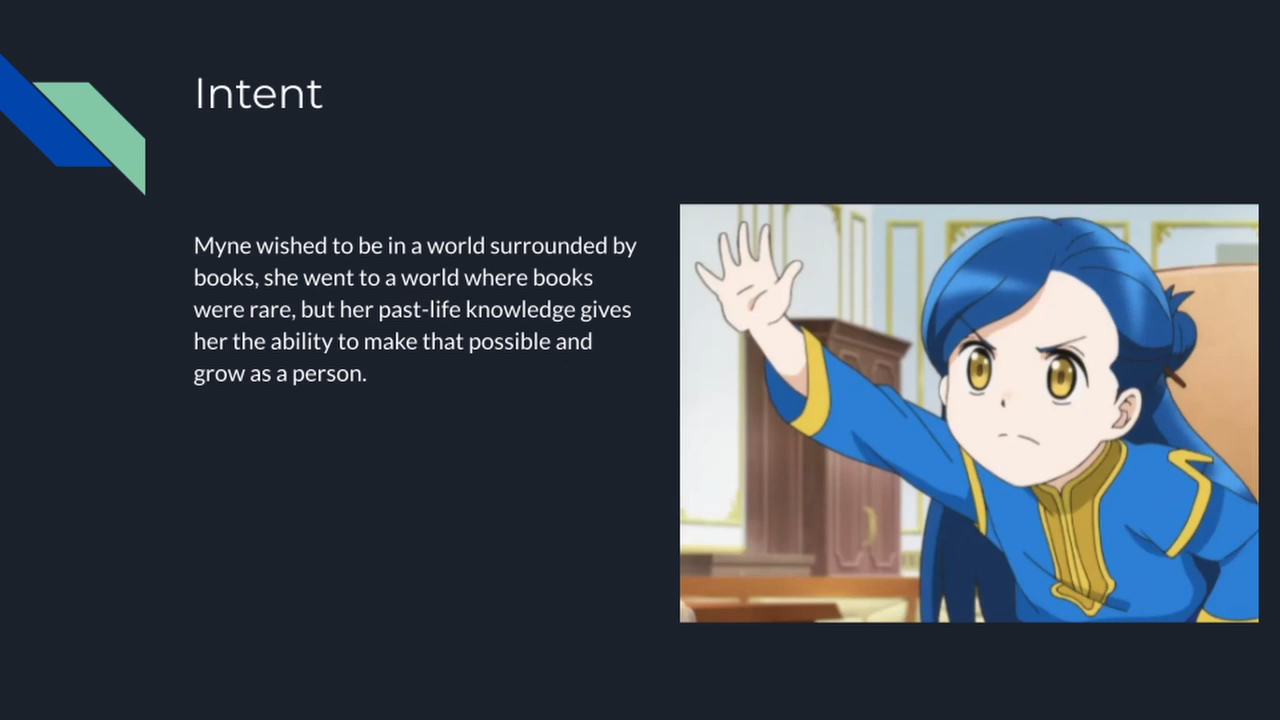 Intent
Myne wished to be in a world surrounded by
books, she went to a world where books
were rare, but her past-life knowledge gives
her the ability to make that possible and
grow as a person.